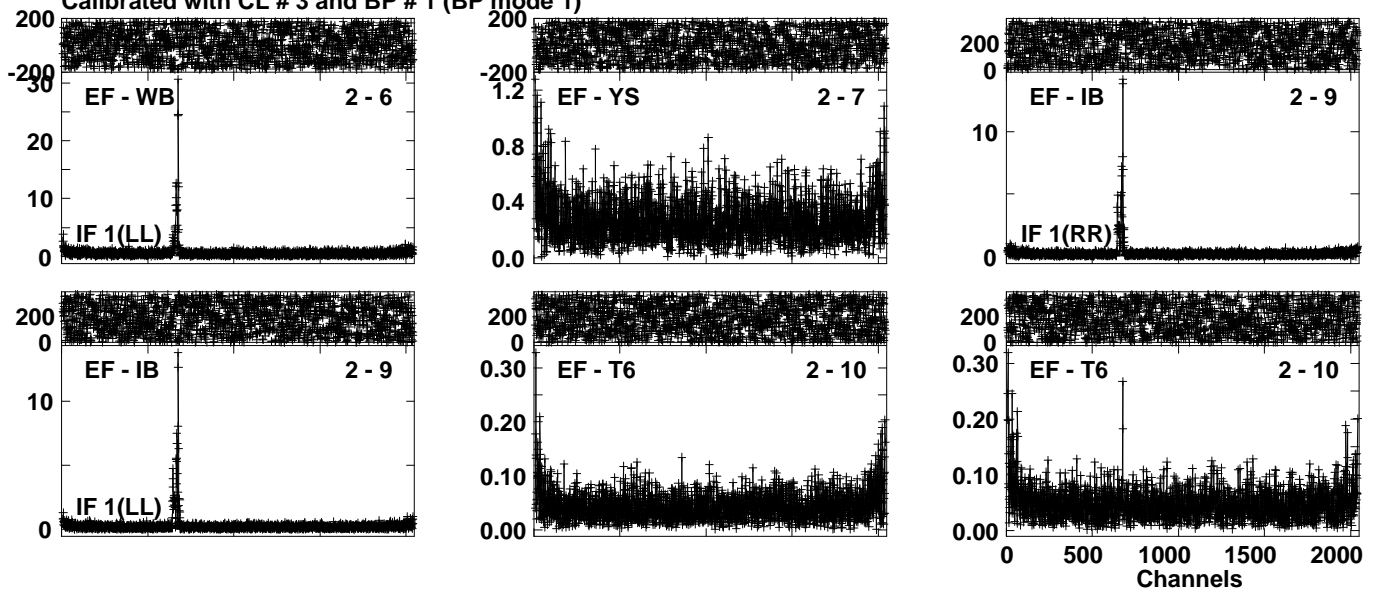 Calibrated with CL # 3 and BP # 1 (BP mode 1)
200
-200
30
20
10
0
EF - WB 2 - 6
IF 1(LL)
200
-200
1.2
0.8
0.4
0.0
EF - YS 2 - 7
200
0
10
0
EF - IB 2 - 9
IF 1(RR)
200
0
10
0
EF - IB 2 - 9
IF 1(LL)
200
0
0.30
0.20
0.10
0.00
EF - T6 2 - 10
200
0
0.30
0.20
0.10
0.00
EF - T6 2 - 10
0 500 1000 1500 2000
Channels